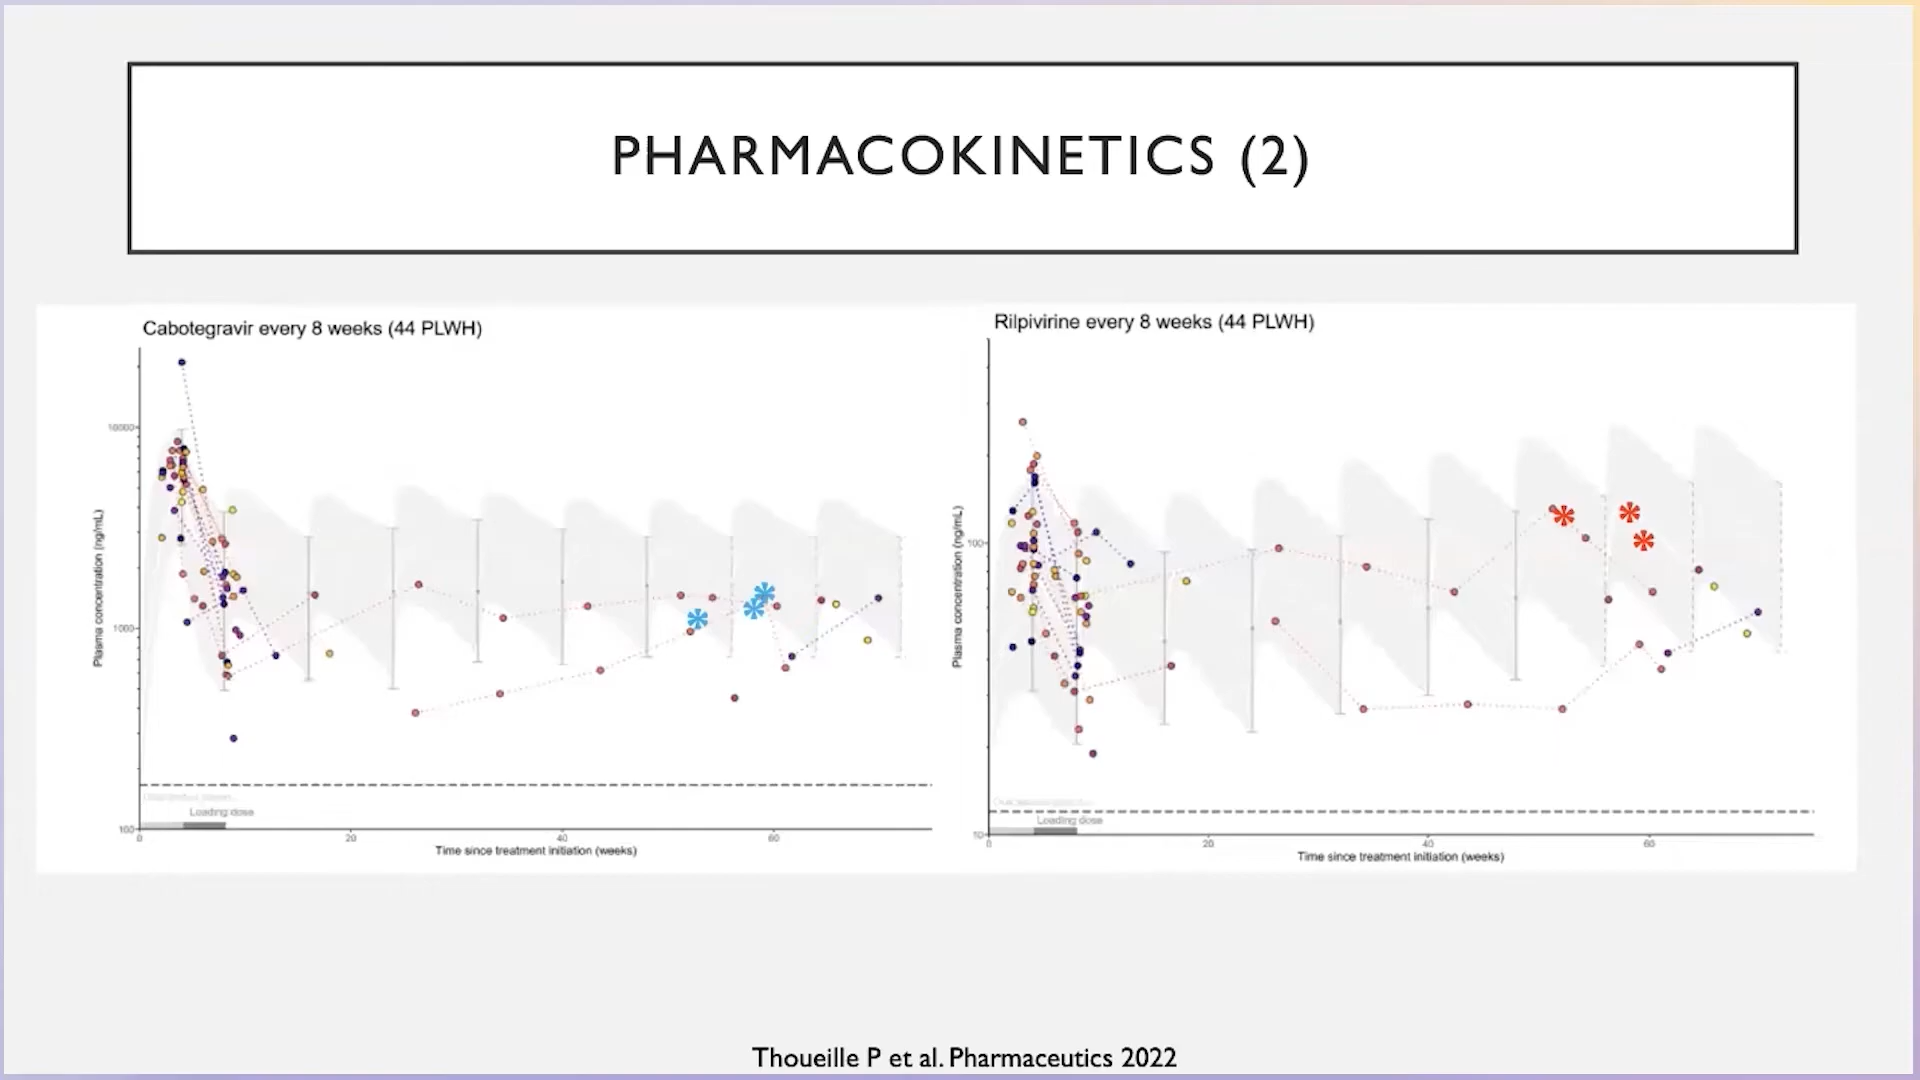 PHARMACOKINETICS (2)
Cabotegravir every 8 weeks (44 PLWH)
Plasma concentration (ng/mL)
10000
1000
100
Loading dose
0 20 40 60
Time since treatment initiation (weeks)
Rilpivirine every 8 weeks (44 PLWH)
Plasma concentration (ng/mL)
100
10
Loading dose
0 20 40 60
Time since treatment initiation (weeks)
Thoueille P et al. Pharmaceutics 2022